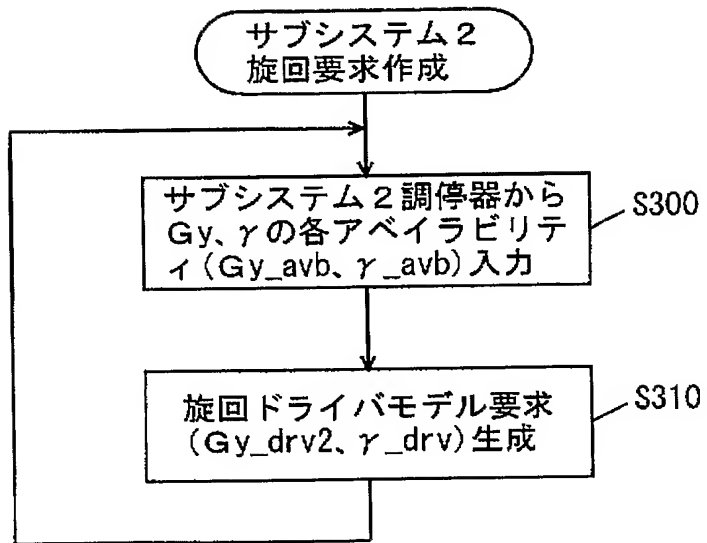 サブシステム2
旋回要求作成
サブシステム2調停器から
Gy、γの各アベイラビリテ
ィ(Gy_avb、γ_avb)入力
S300
旋回ドライバモデル要求
(Gy_drv2、γ_drv)生成
S310